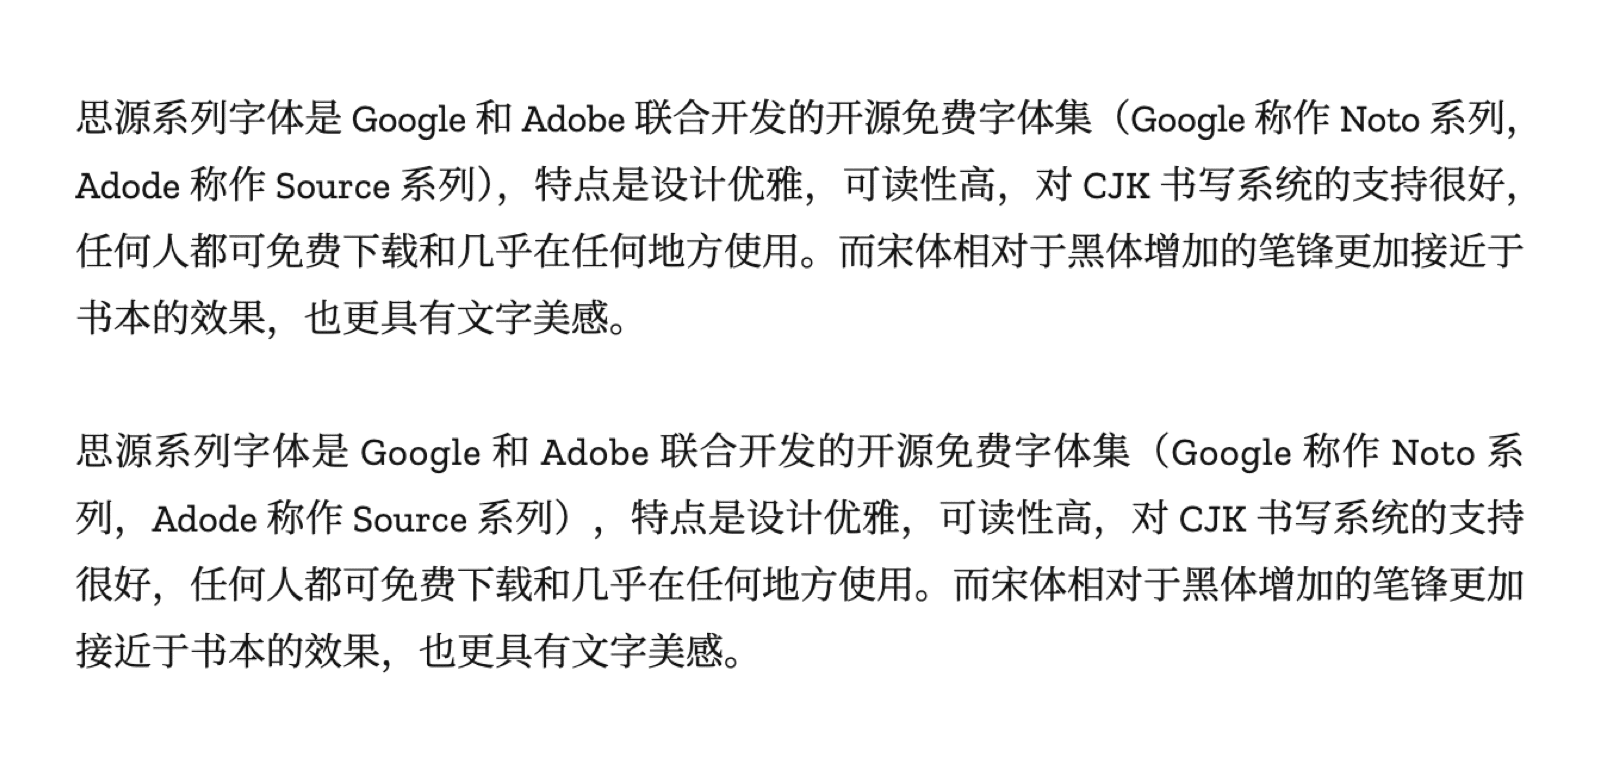 思源系列字体是 Google 和 Adobe 联合开发的开源免费字体集（Google 称作 Noto 系列，
Adode 称作 Source 系列），特点是设计优雅，可读性高，对 CJK 书写系统的支持很好，
任何人都可免费下载和几乎在任何地方使用。而宋体相对于黑体增加的笔锋更加接近于
书本的效果，也更具有文字美感。
思源系列字体是 Google 和 Adobe 联合开发的开源免费字体集（Google 称作 Noto 系
列，Adode 称作 Source 系列），特点是设计优雅，可读性高，对 CJK 书写系统的支持
很好，任何人都可免费下载和几乎在任何地方使用。而宋体相对于黑体增加的笔锋更加
接近于书本的效果，也更具有文字美感。